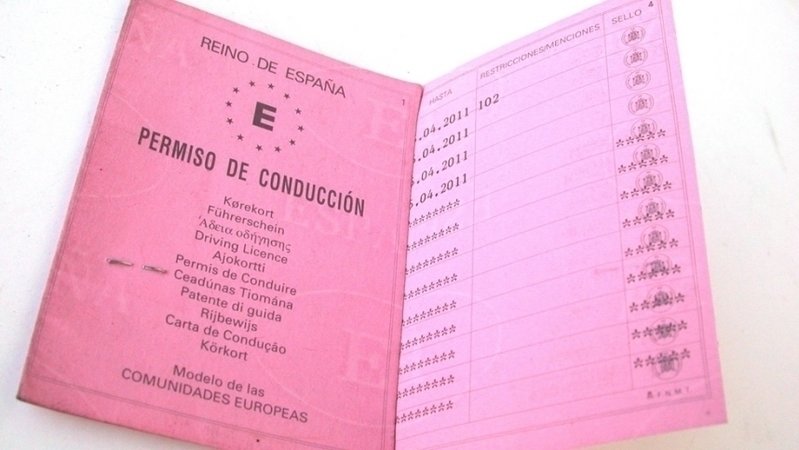 REINO DE ESPAÑA
E
PERMISO DE CONDUCCIÓN
Kørekort
Führerschein
Άδεια οδήγησης
Driving Licence
Ajokortti
Permis de Conduire
Ceadúnas Tiomána
Patente di guida
Rijbewijs
Carta de Condução
Körkort
Modelo de las
COMUNIDADES EUROPEAS
1
4
HASTA RESTRICCIONES/MENCIONES SELLO
.04.2011 102
.04.2011
.04.2011
.04.2011
********
********
********
********
********
********
********
********
F.N.M.T.